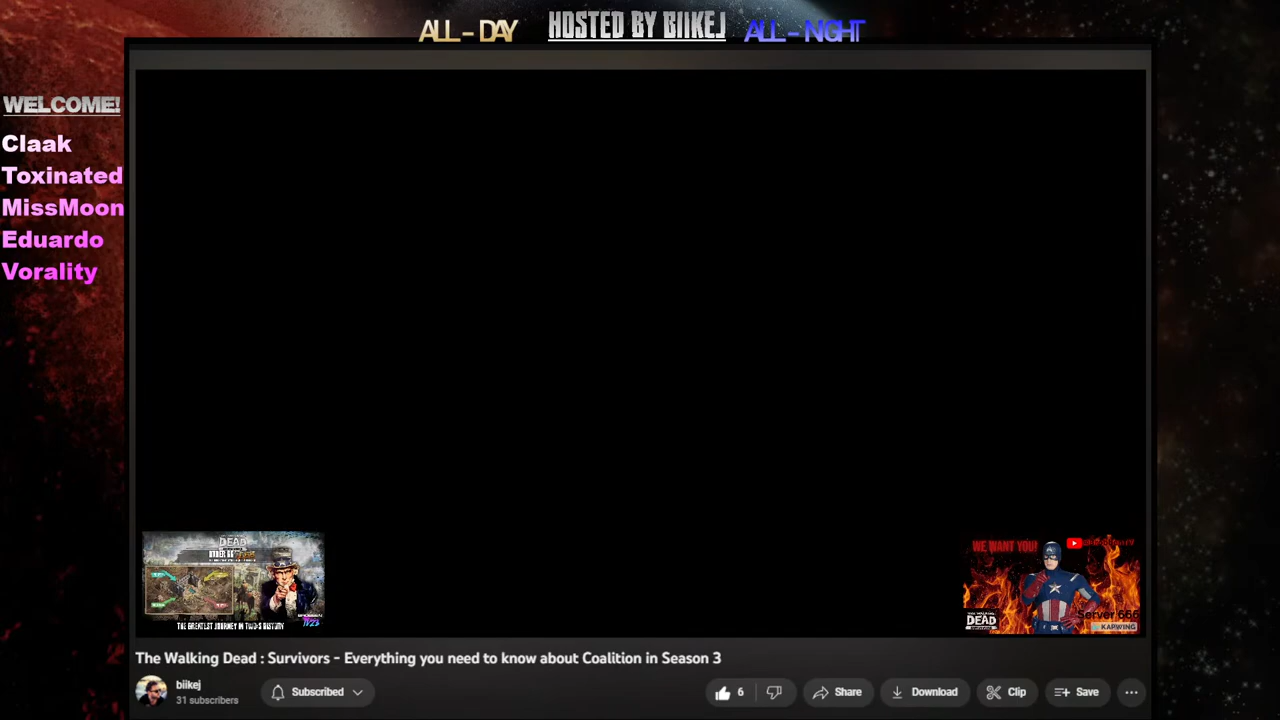 ALL - DAY HOSTED BY BIIKEJ ALL - NIGHT
WELCOME!
Claak
Toxinated
MissMoon
Eduardo
Vorality
DEAD
THE GREATEST JOURNEY IN TWD:S HISTORY
WE WANT YOU!
DEAD
Server 666
KAPWING
The Walking Dead : Survivors - Everything you need to know about Coalition in Season 3
biikej
31 subscribers
Subscribed
6
Share
Download
Clip
Save